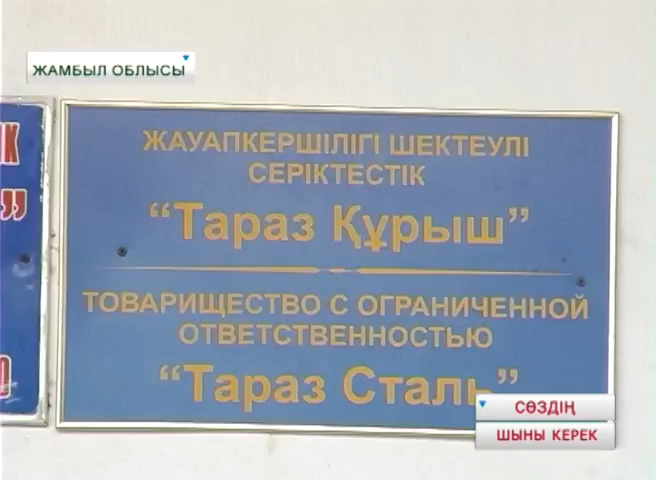 ЖАМБЫЛ ОБЛЫСЫ
ЖАУАПКЕРШІЛІГІ ШЕКТЕУЛІ
СЕРІКТЕСТІК
“Тараз Құрыш”
ТОВАРИЩЕСТВО С ОГРАНИЧЕННОЙ
ОТВЕТСТВЕННОСТЬЮ
“Тараз Сталь”
СӨЗДІҢ
ШЫНЫ КЕРЕК